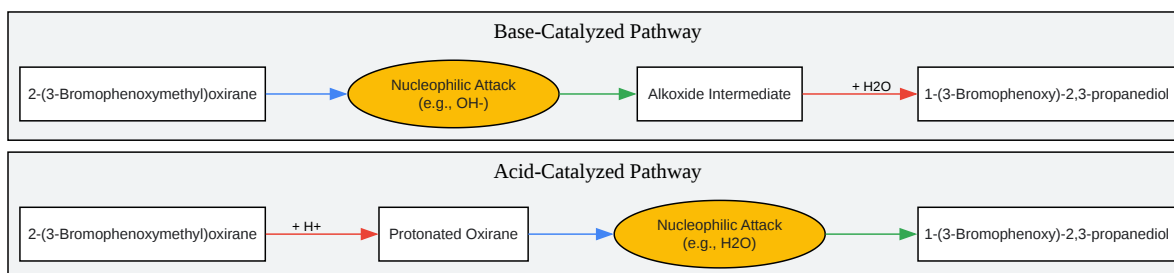 Base-Catalyzed Pathway
2-(3-Bromophenoxymethyl)oxirane
Nucleophilic Attack
(e.g., OH-)
Alkoxide Intermediate
+ H2O
1-(3-Bromophenoxy)-2,3-propanediol
Acid-Catalyzed Pathway
2-(3-Bromophenoxymethyl)oxirane
+ H+
Protonated Oxirane
Nucleophilic Attack
(e.g., H2O)
1-(3-Bromophenoxy)-2,3-propanediol